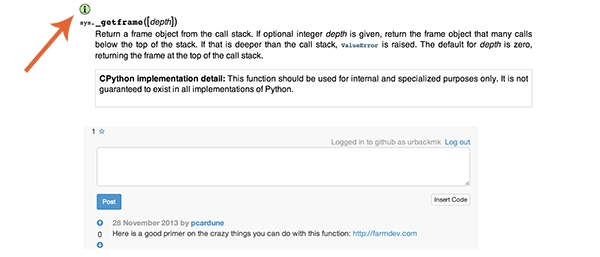 i
sys._getframe([depth])
Return a frame object from the call stack. If optional integer depth is given, return the frame object that many calls
below the top of the stack. If that is deeper than the call stack, ValueError is raised. The default for depth is zero,
returning the frame at the top of the call stack.
CPython implementation detail: This function should be used for internal and specialized purposes only. It is not
guaranteed to exist in all implementations of Python.
1 ☆
Logged in to github as urbackmk Log out
Post
Insert Code
28 November 2013 by pcardune
0 Here is a good primer on the crazy things you can do with this function: http://farmdev.com